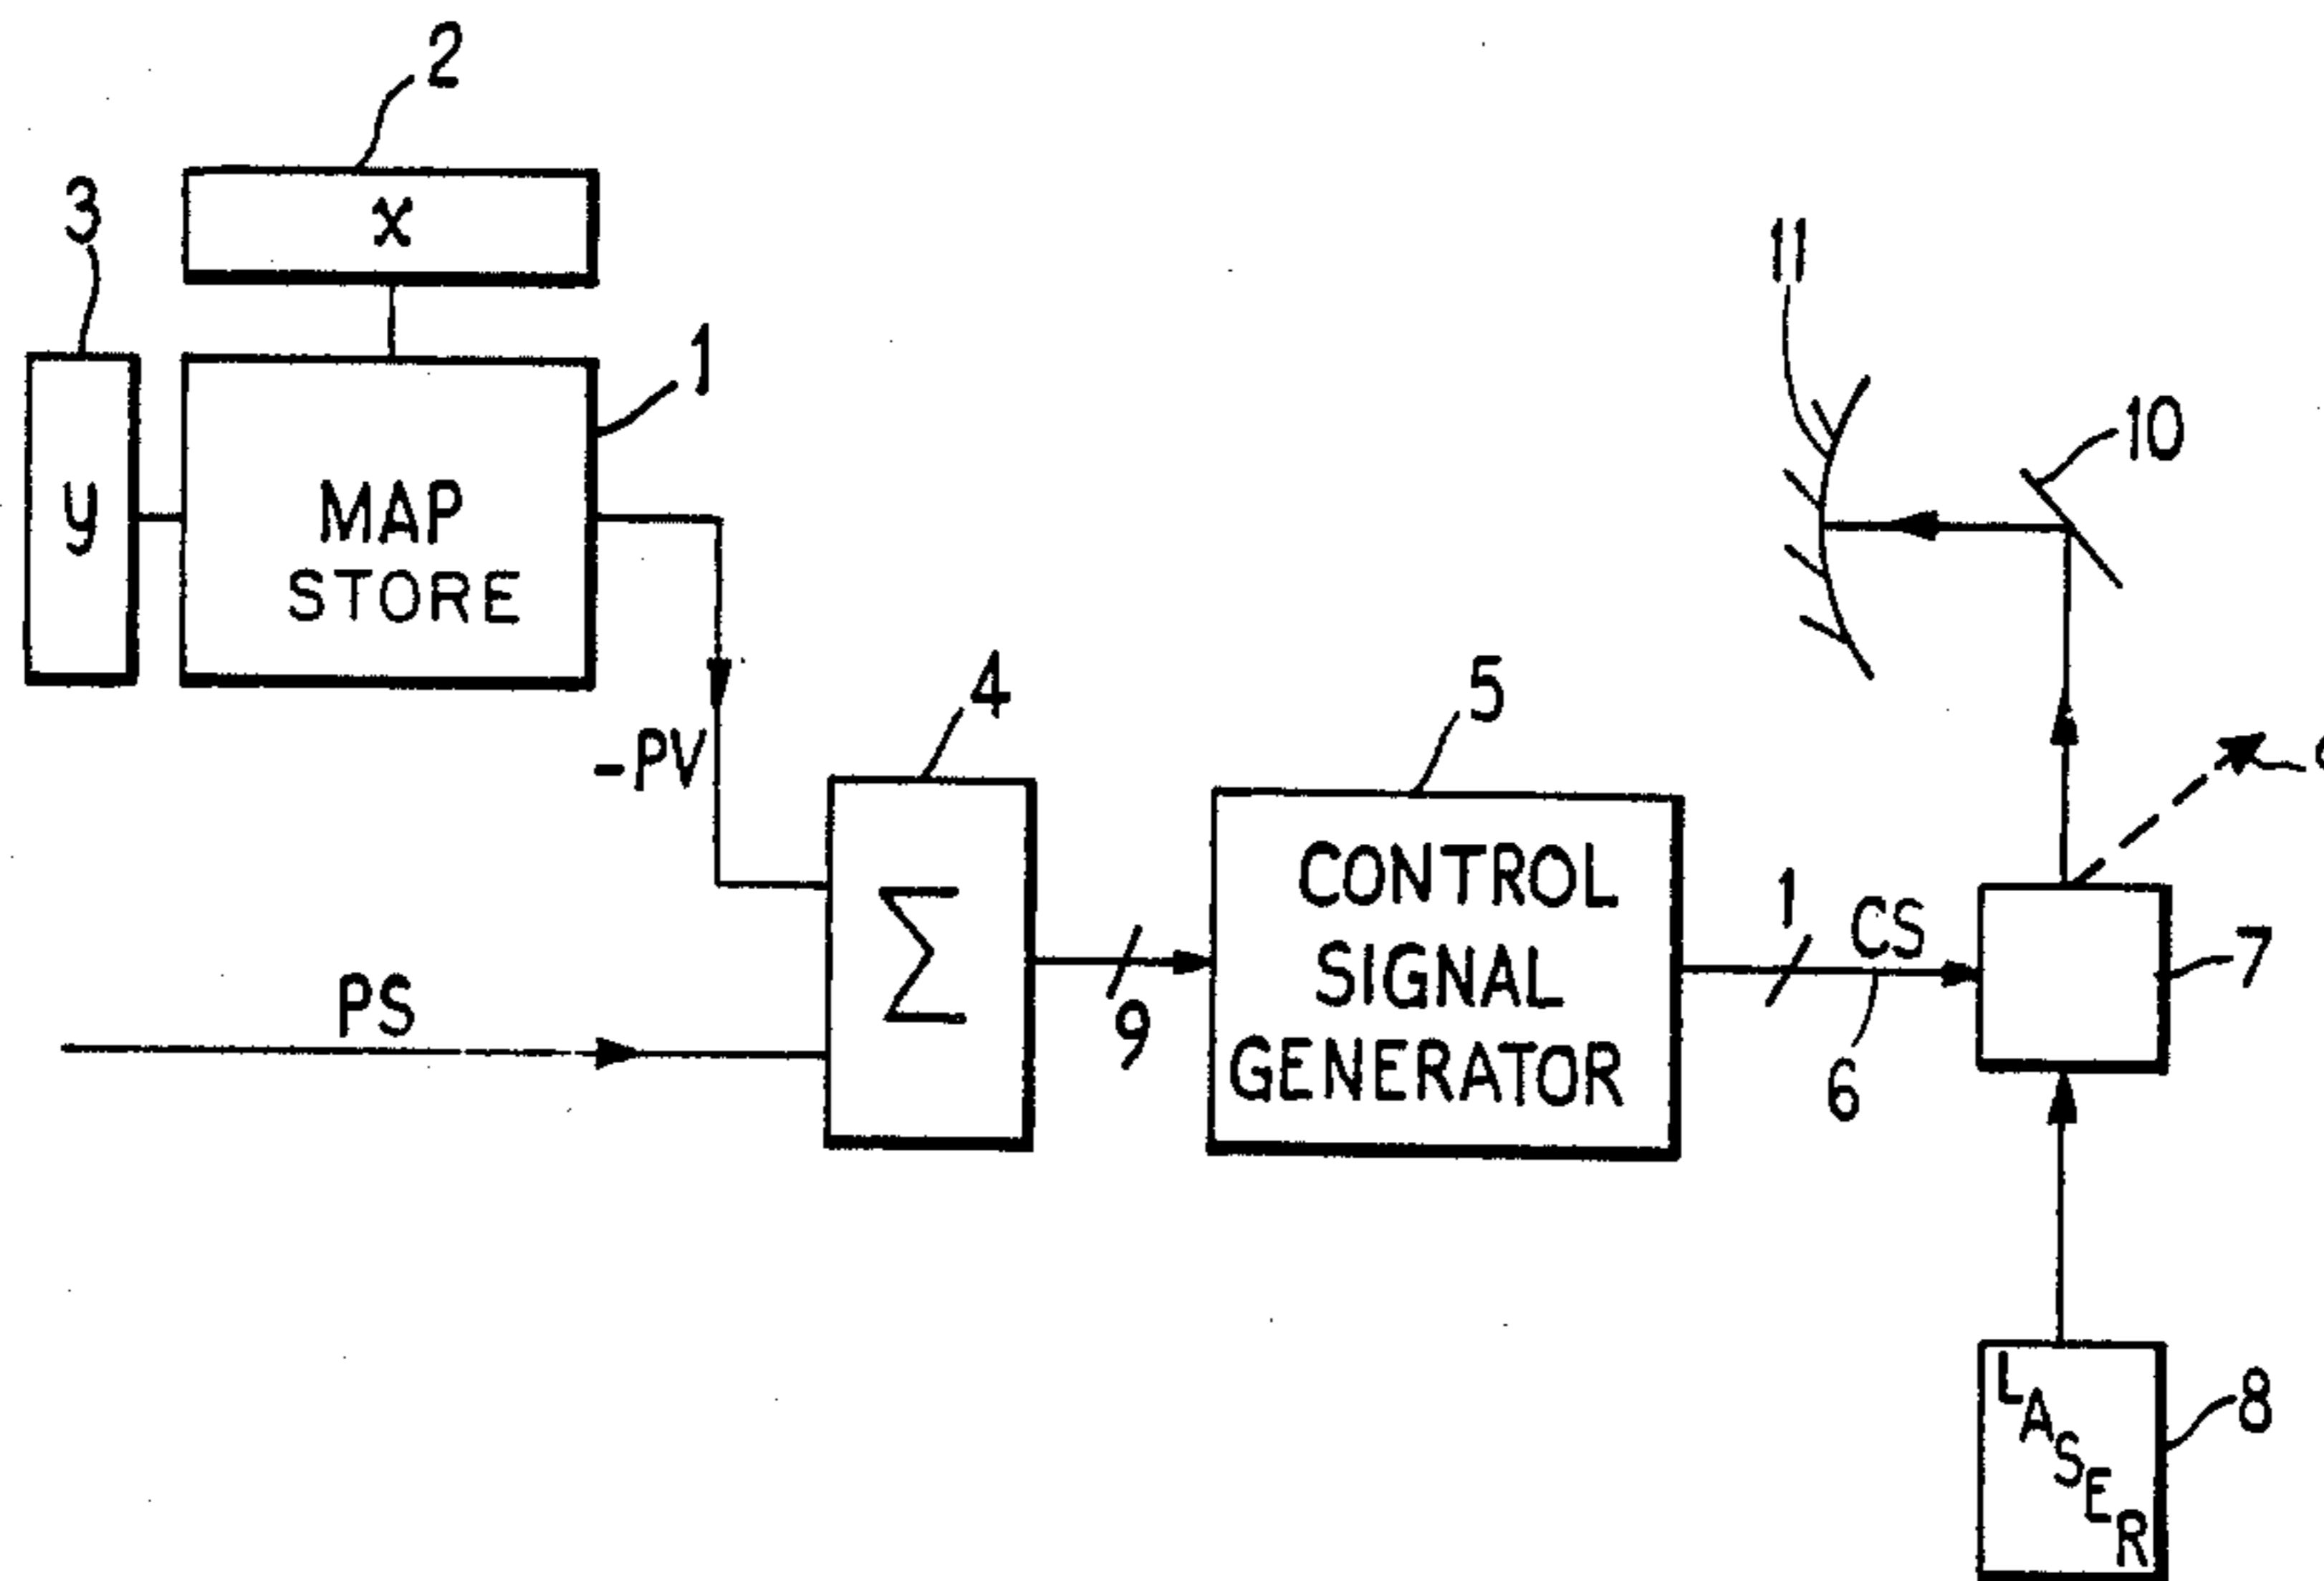 2
3
x
1
y
MAP
STORE
11
10
-PV
4
5
Σ
CONTROL
SIGNAL
GENERATOR
PS
9
1
CS
6
7
8
LASER